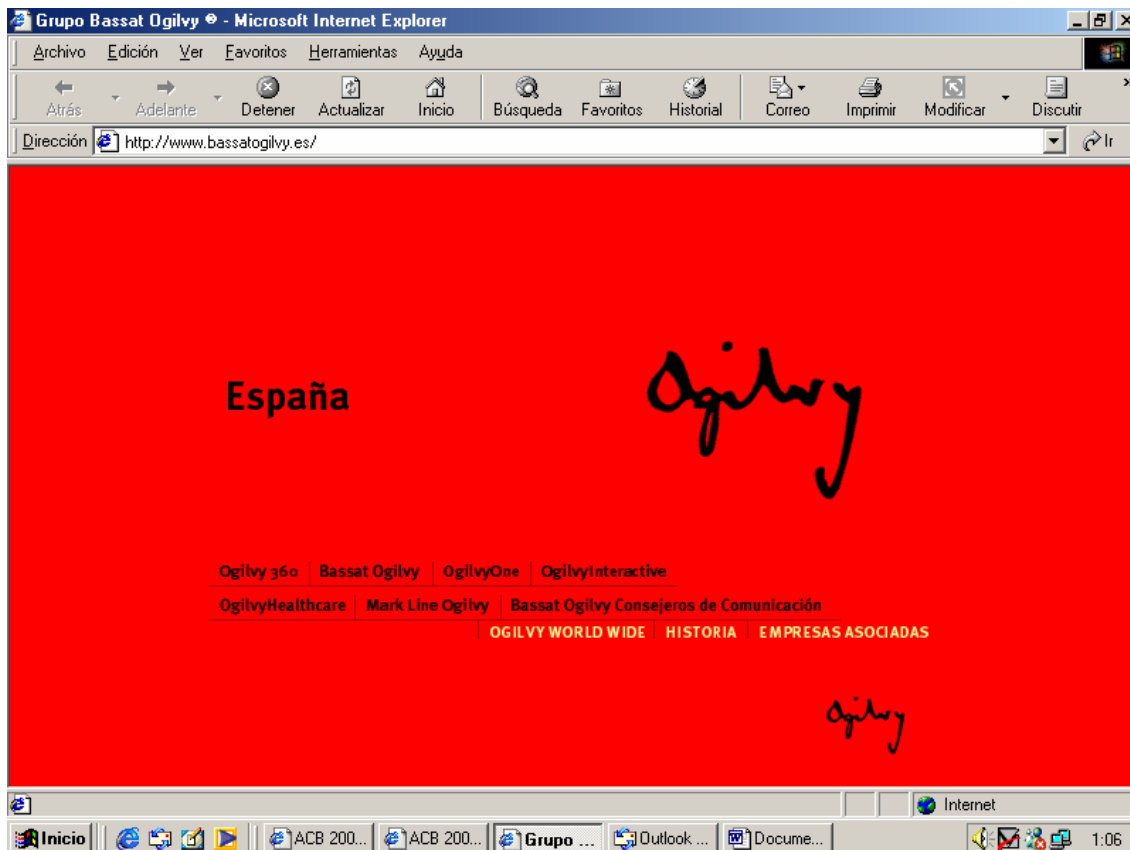 Grupo Bassat Ogilvy ® - Microsoft Internet Explorer
Archivo Edición Ver Favoritos Herramientas Ayuda
Atrás Adelante Detener Actualizar Inicio Búsqueda Favoritos Historial Correo Imprimir Modificar Discutir »
Dirección http://www.bassatogilvy.es/ Ir
España
Ogilvy
Ogilvy 360 Bassat Ogilvy OgilvyOne OgilvyInteractive
OgilvyHealthcare Mark Line Ogilvy Bassat Ogilvy Consejeros de Comunicación
OGILVY WORLD WIDE HISTORIA EMPRESAS ASOCIADAS
Ogilvy
Internet
Inicio ACB 200... ACB 200... Grupo ... Outlook ... Docume... 1:06